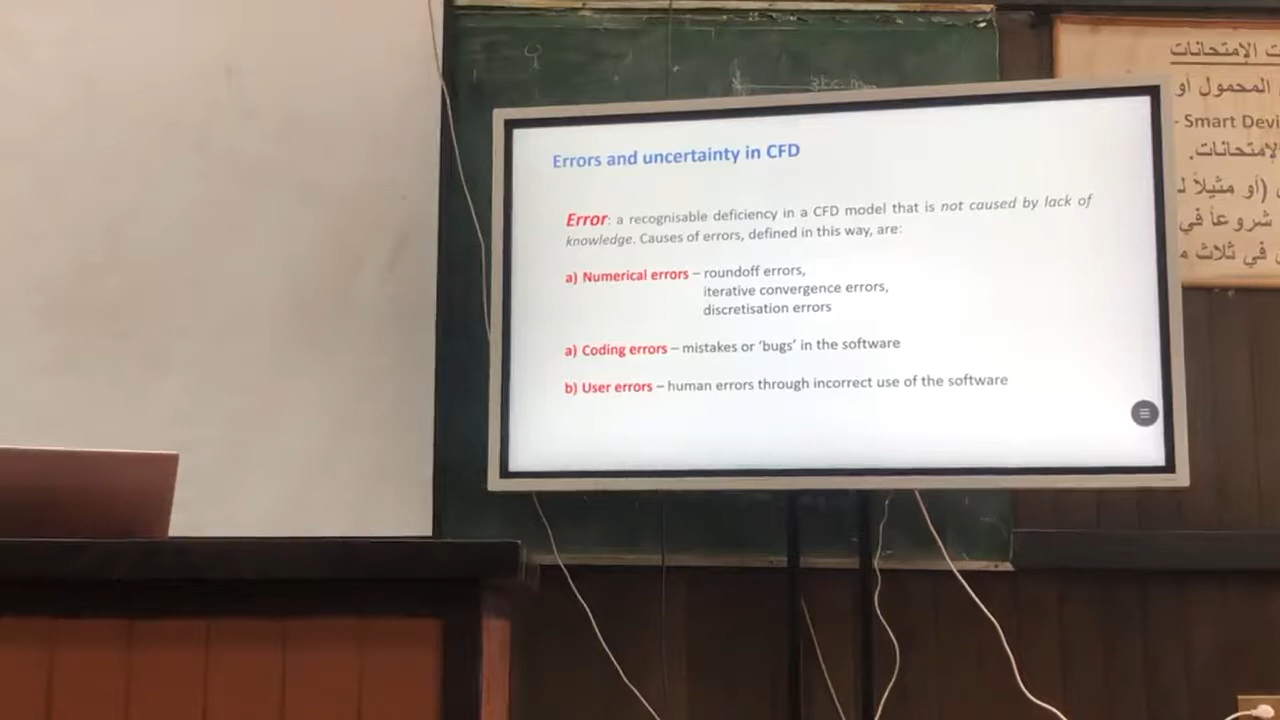 Errors and uncertainty in CFD
Error: a recognisable deficiency in a CFD model that is not caused by lack of
knowledge. Causes of errors, defined in this way, are:
a) Numerical errors – roundoff errors,
iterative convergence errors,
discretisation errors
a) Coding errors – mistakes or ‘bugs’ in the software
b) User errors – human errors through incorrect use of the software
الإمتحانات
المحمول أو
- Smart
الإمتحانات.
(أو مثيلاً
شروعاً في
في ثلاث